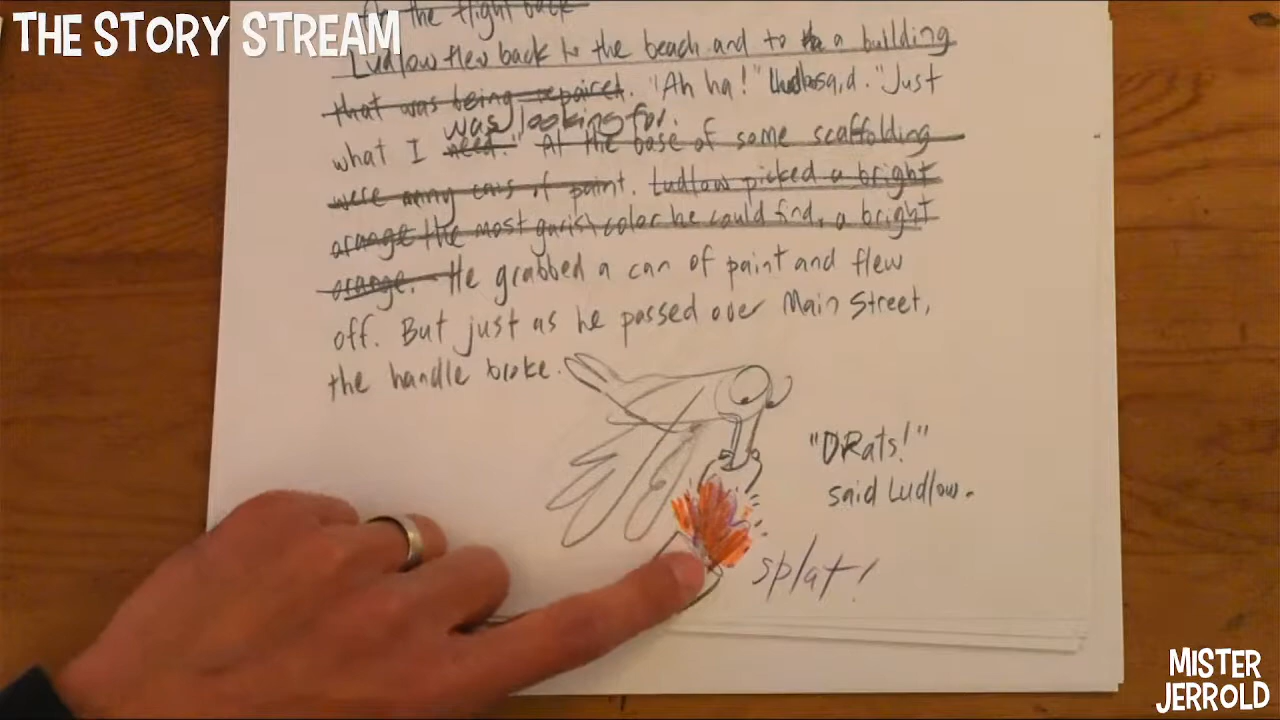 THE STORY STREAM
the flight back
Ludlow flew back to the beach and to a building
that was being repaired. "Ah ha!" Ludlow said. "Just
was looking for.
what I need." At the base of some scaffolding
were many cans of paint. Ludlow picked a bright
orange the most garish color he could find, a bright
orange. He grabbed a can of paint and flew
off. But just as he passed over Main Street,
the handle broke.
"DRats!"
said Ludlow.
splat!
MISTER
JERROLD